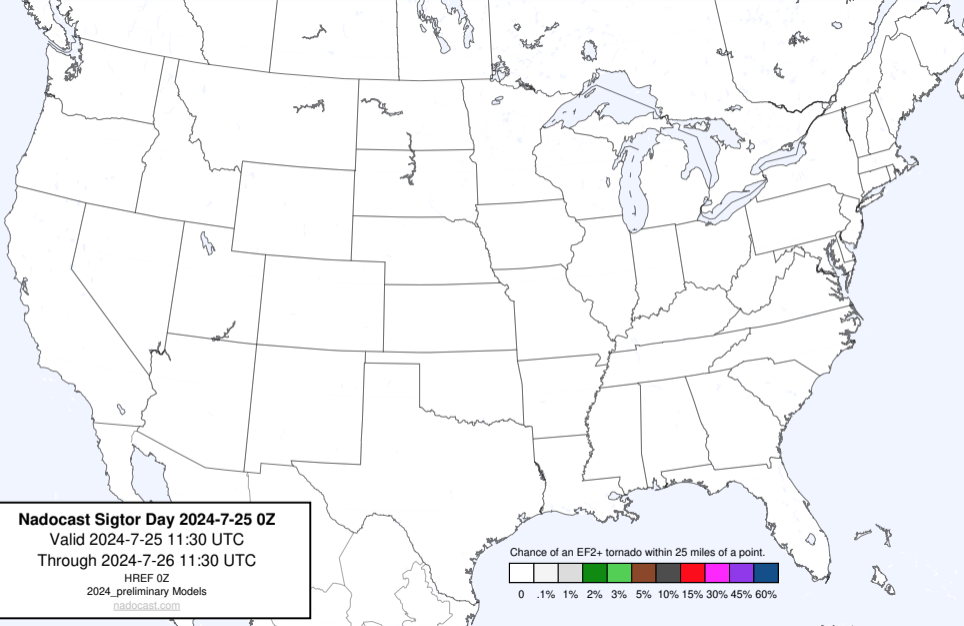 Nadocast Sigtor Day 2024-7-25 0Z
Valid 2024-7-25 11:30 UTC
Through 2024-7-26 11:30 UTC
HREF 0Z
2024_preliminary Models
nadocast.com
Chance of an EF2+ tornado within 25 miles of a point.
0 .1% 1% 2% 3% 5% 10% 15% 30% 45% 60%